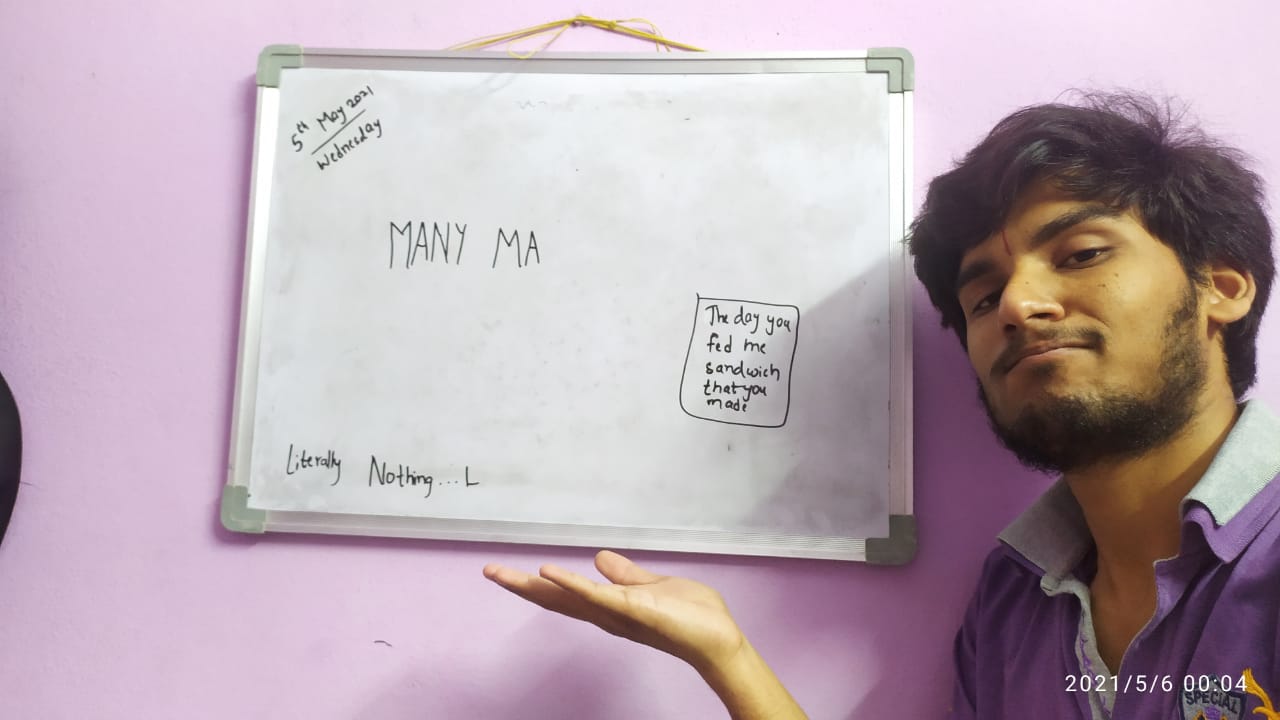 5th May 2021
Wednesday
MANY MA
The day you
fed me
sandwich
that you
made
Literally Nothing...L
2021/5/6 00:04
SPECIAL